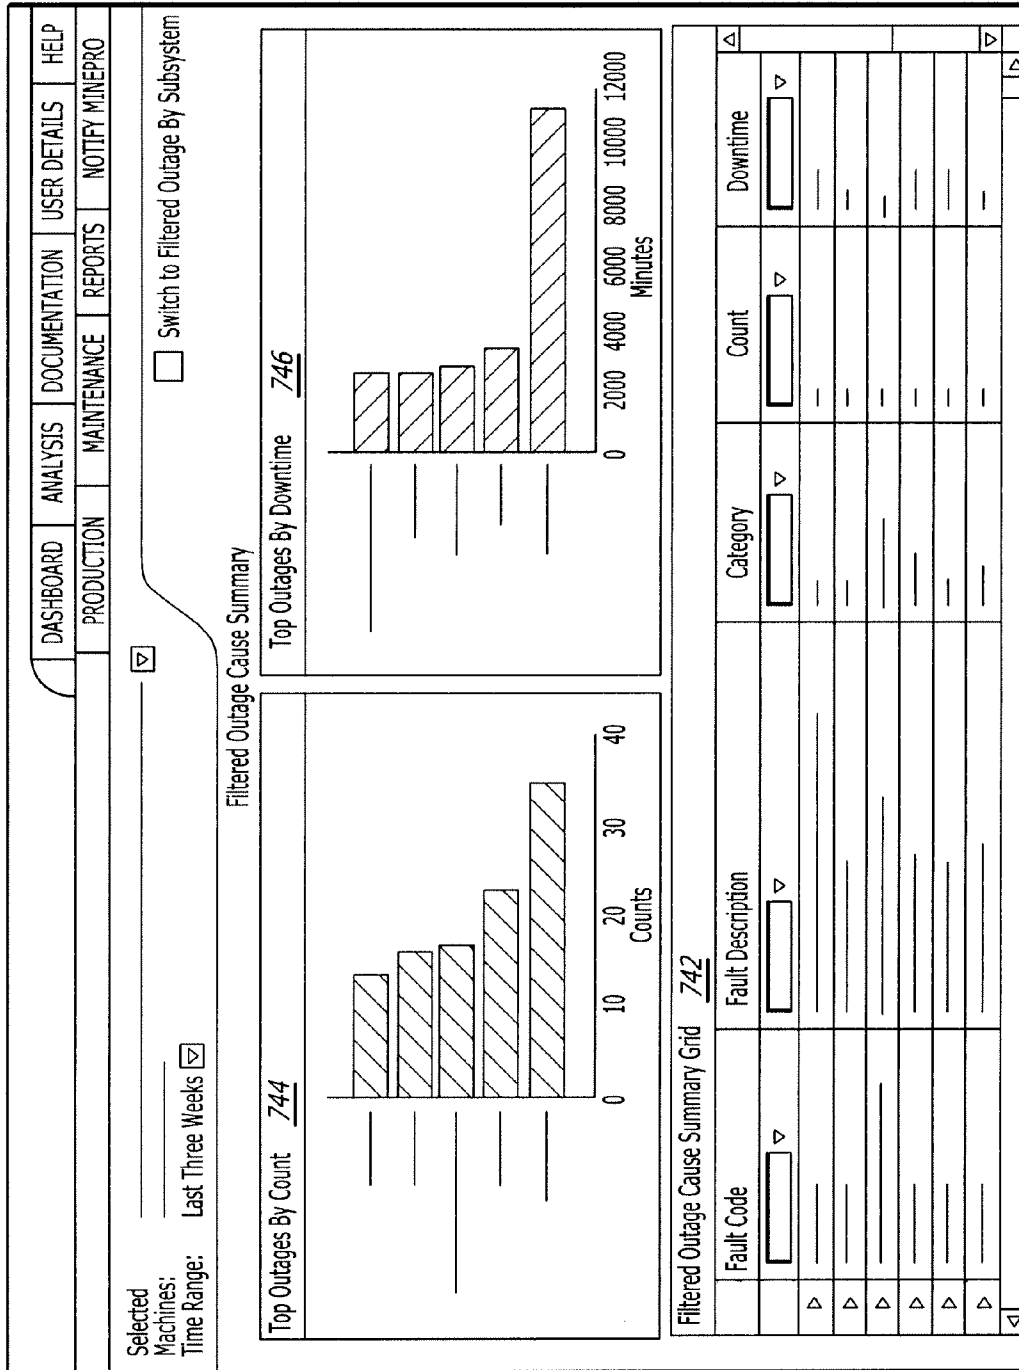 DASHBOARD ANALYSIS DOCUMENTATION USER DETAILS HELP
PRODUCTION MAINTENANCE REPORTS NOTIFY MINEPRO
Selected
Machines:
Time Range: Last Three Weeks
Switch to Filtered Outage By Subsystem
Filtered Outage Cause Summary
Top Outages By Count 744
0 10 20 30 40
Counts
Top Outages By Downtime 746
0 2000 4000 6000 8000 10000 12000
Minutes
Filtered Outage Cause Summary Grid 742
Fault Code Fault Description Category Count Downtime